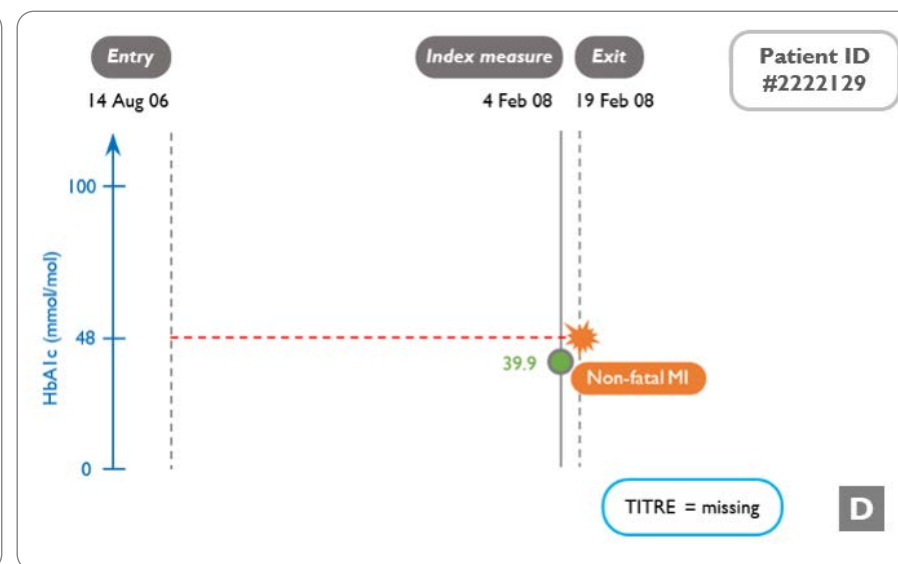 Entry
Index measure
Exit
Patient ID
#2222129
14 Aug 06
4 Feb 08
19 Feb 08
100
HbA1c (mmol/mol)
48
39.9
Non-fatal MI
0
TITRE = missing
D